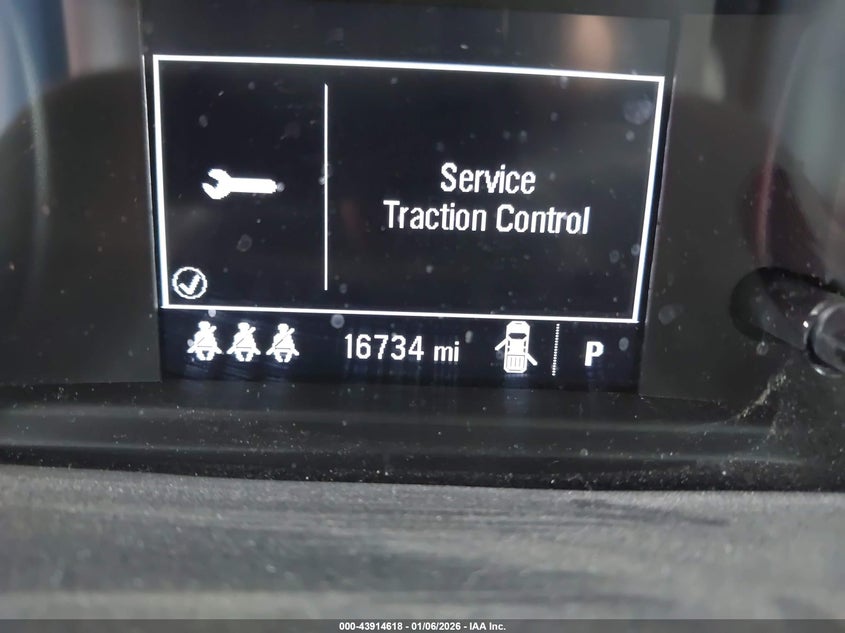 Service
Traction Control
16734 mi
P
000-43914618 - 01/06/2026 - IAA Inc.